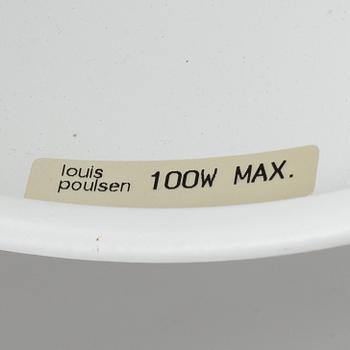 louis
poulsen 100W MAX.